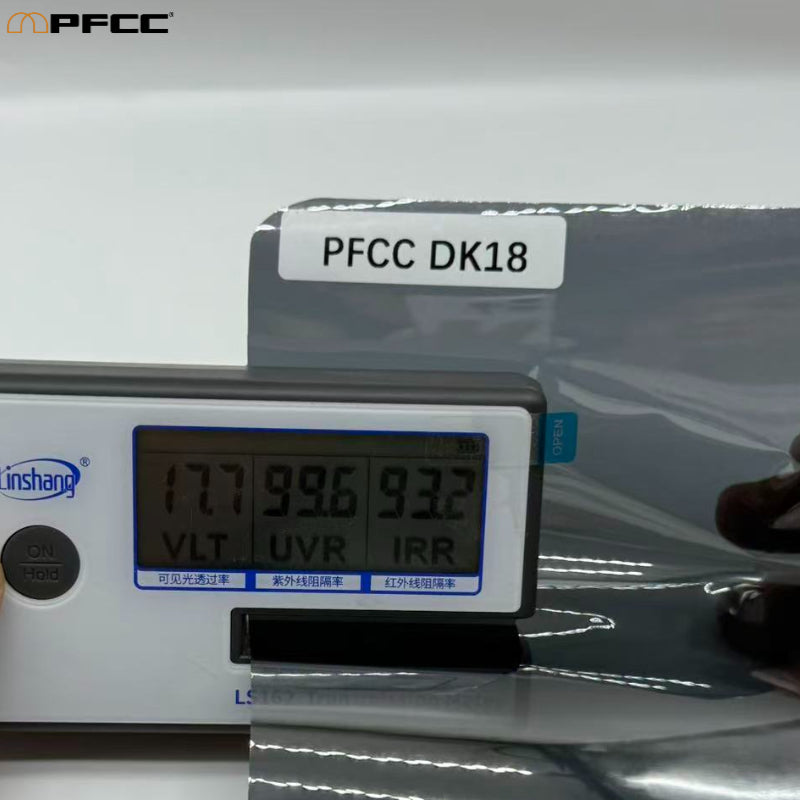 PFCC
PFCC DK18
OPEN
Linshang®
17.7 99.6 93.2
VLT UVR IRR
ON
Hold
可见光透过率 紫外线阻隔率 红外线阻隔率
LS162